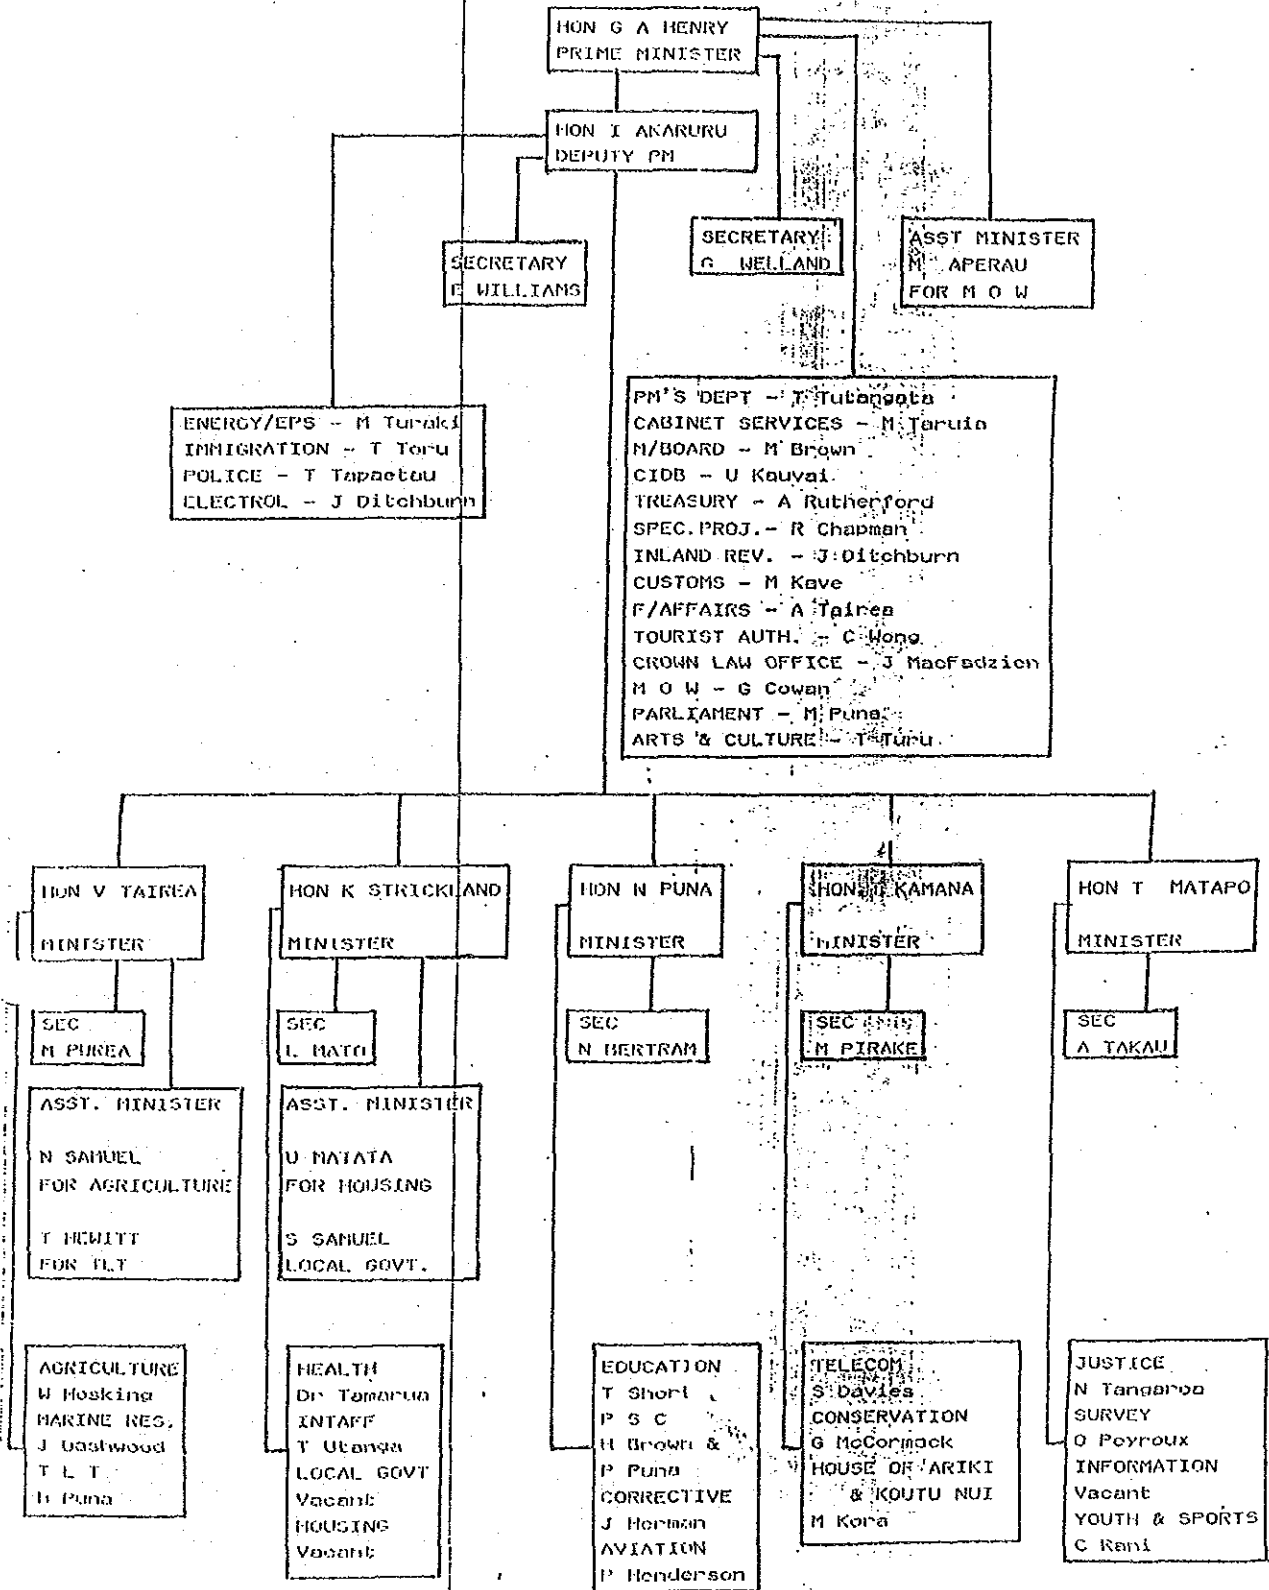 HON G A HENRY
PRIME MINISTER
HON I AKARURU
DEPUTY PM
SECRETARY
E WILLIAMS
SECRETARY
G WELLAND
ASST MINISTER
M APERAU
FOR M O W
ENERGY/EPS - M Turaki
IMMIGRATION - T Toru
POLICE - T Tapaetau
ELECTROL - J Ditchburn
PM'S DEPT - T Tutangata
CABINET SERVICES - M Taruia
M/BOARD - M Brown
CIDB - U Kauvai
TREASURY - A Rutherford
SPEC.PROJ.- R Chapman
INLAND REV. - J Ditchburn
CUSTOMS - M Kave
F/AFFAIRS - A Tairea
TOURIST AUTH. - C Wong
CROWN LAW OFFICE - J MacFadzien
M O W - G Cowan
PARLIAMENT - M Puna
ARTS & CULTURE - T Turu
HON V TAIREA
MINISTER
SEC
M PUREA
ASST. MINISTER
N SAMUEL
FOR AGRICULTURE
T HEWITT
FOR TLT
AGRICULTURE
W Hosking
MARINE RES.
J Dashwood
T L T
Puna
HON K STRICKLAND
MINISTER
SEC
L MATO
ASST. MINISTER
U MATATA
FOR HOUSING
S SAMUEL
LOCAL GOVT.
HEALTH
Dr Tamarua
INTAFF
T Utanga
LOCAL GOVT
Vacant
HOUSING
Vacant
HON N PUNA
MINISTER
SEC
N BERTRAM
EDUCATION
T Short
P S C
H Brown &
P Puna
CORRECTIVE
J Herman
AVIATION
P Henderson
HON KAMANA
MINISTER
SEC
M PIRAKE
TELECOM
S Davies
CONSERVATION
G McCormack
HOUSE OF ARIKI
& KOUTU NUI
M Kora
HON T MATAPO
MINISTER
SEC
A TAKAU
JUSTICE
N Tangaroa
SURVEY
O Peyroux
INFORMATION
Vacant
YOUTH & SPORTS
C Rani